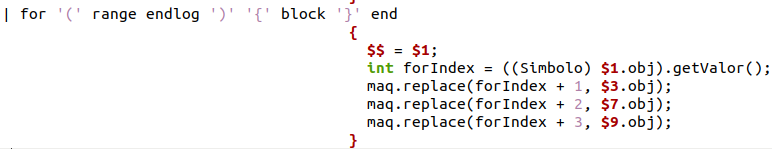 | for '(' range endlog ')' '{' block '}' end
{
$$ = $1;
int forIndex = ((Simbolo) $1.obj).getValor();
maq.replace(forIndex + 1, $3.obj);
maq.replace(forIndex + 2, $7.obj);
maq.replace(forIndex + 3, $9.obj);
}